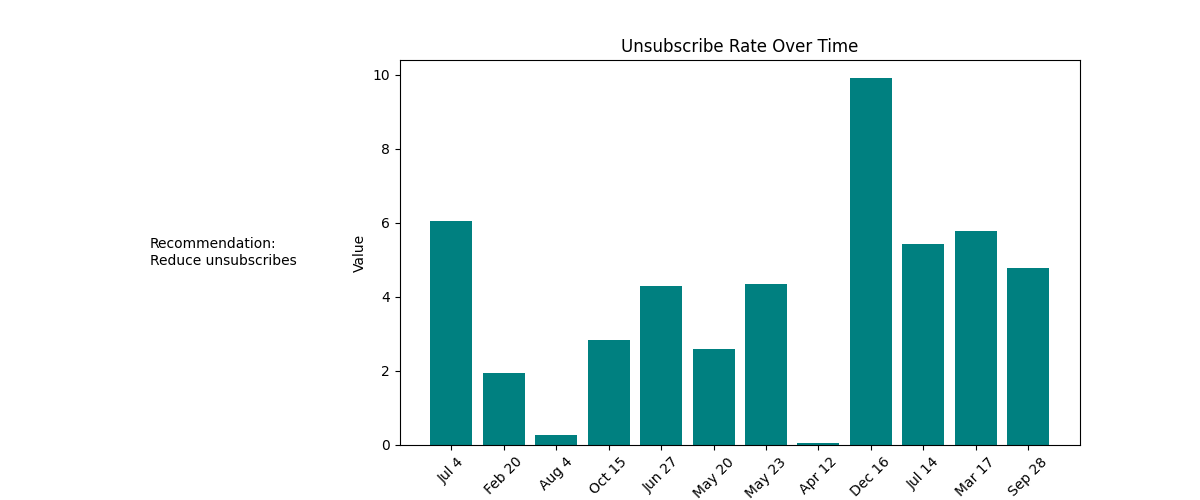 Unsubscribe Rate Over Time
Recommendation:
Reduce unsubscribes
Value
10
8
6
4
2
0
Jul 4
Feb 20
Aug 4
Oct 15
Jun 27
May 20
May 23
Apr 12
Dec 16
Jul 14
Mar 17
Sep 28